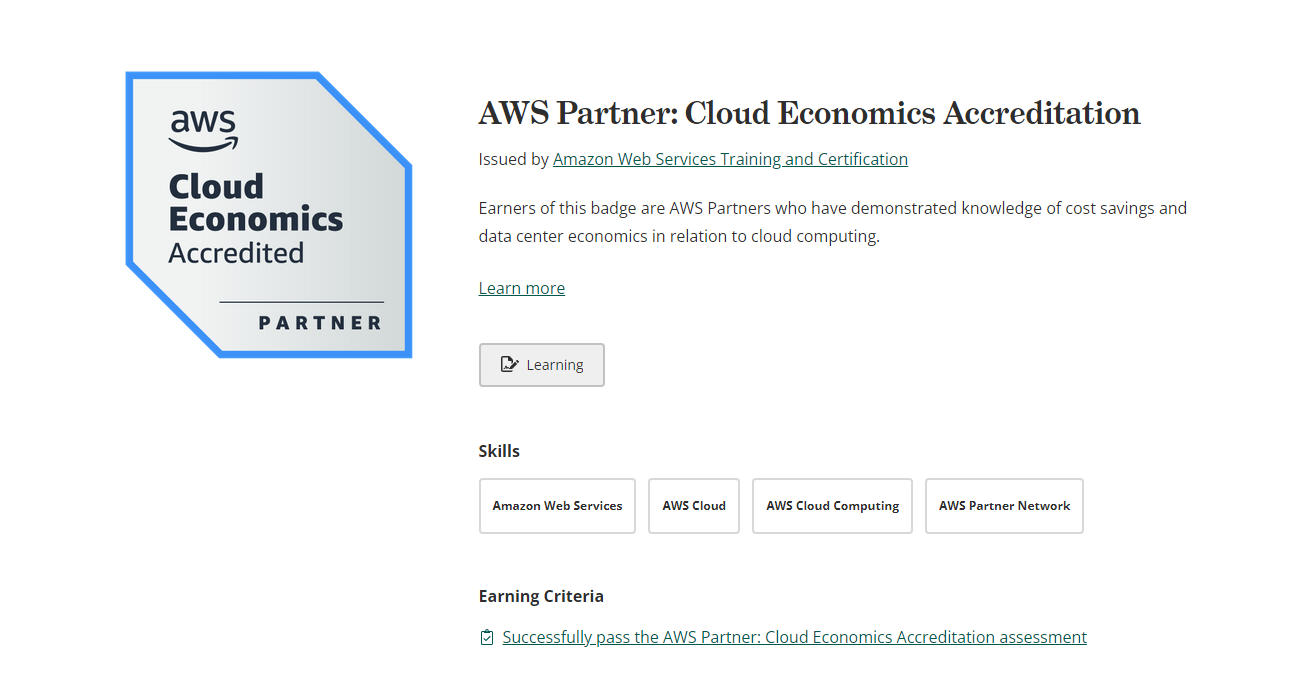 aws
Cloud
Economics
Accredited
PARTNER
AWS Partner: Cloud Economics Accreditation
Issued by Amazon Web Services Training and Certification
Earners of this badge are AWS Partners who have demonstrated knowledge of cost savings and
data center economics in relation to cloud computing.
Learn more
Learning
Skills
Amazon Web Services AWS Cloud AWS Cloud Computing AWS Partner Network
Earning Criteria
Successfully pass the AWS Partner: Cloud Economics Accreditation assessment